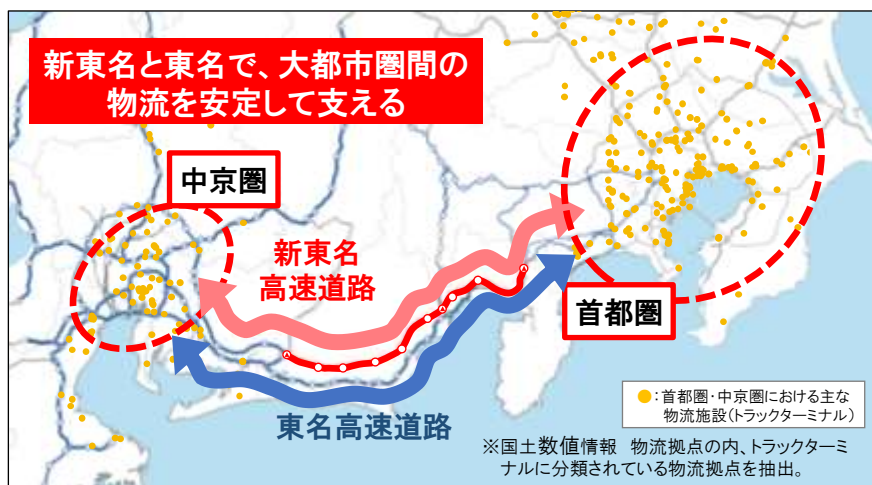 新東名と東名で、大都市圏間の
物流を安定して支える
中京圏
新東名
高速道路
首都圏
東名高速道路
●:首都圏・中京圏における主な
物流施設(トラックターミナル)
※国土数値情報 物流拠点の内、トラックターミ
ナルに分類されている物流拠点を抽出。